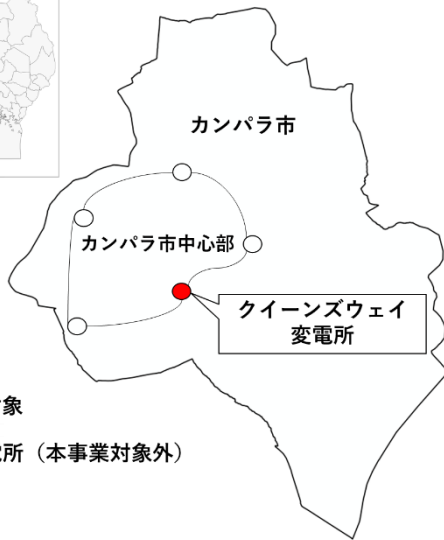 カンパラ市
カンパラ市中心部
クイーンズウェイ
変電所
象
所（本事業対象外）